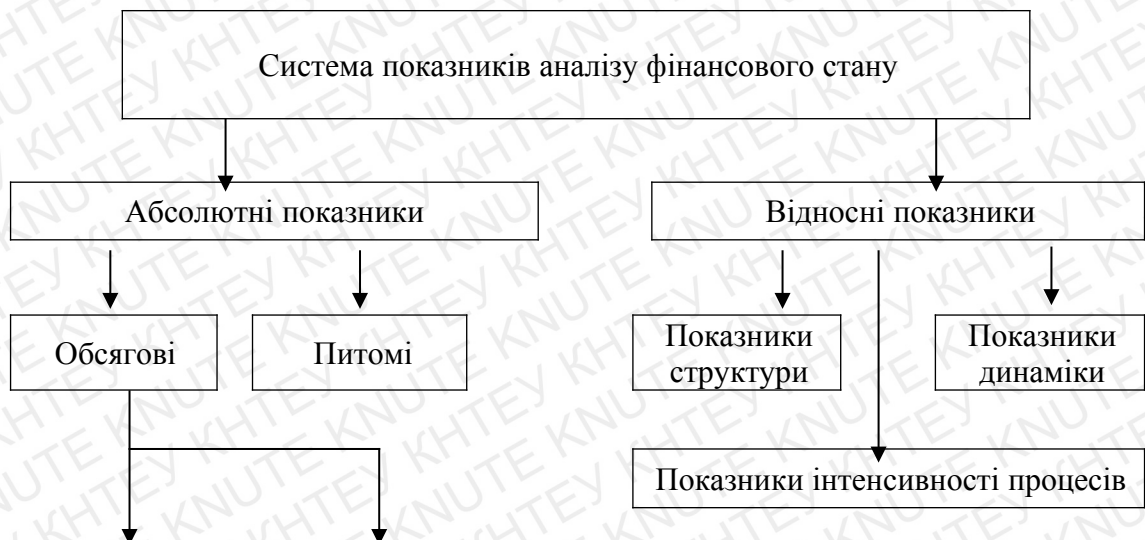 Система показників аналізу фінансового стану
Абсолютні показники
Відносні показники
Обсягові
Питомі
Показники
структури
Показники
динаміки
Показники інтенсивності процесів